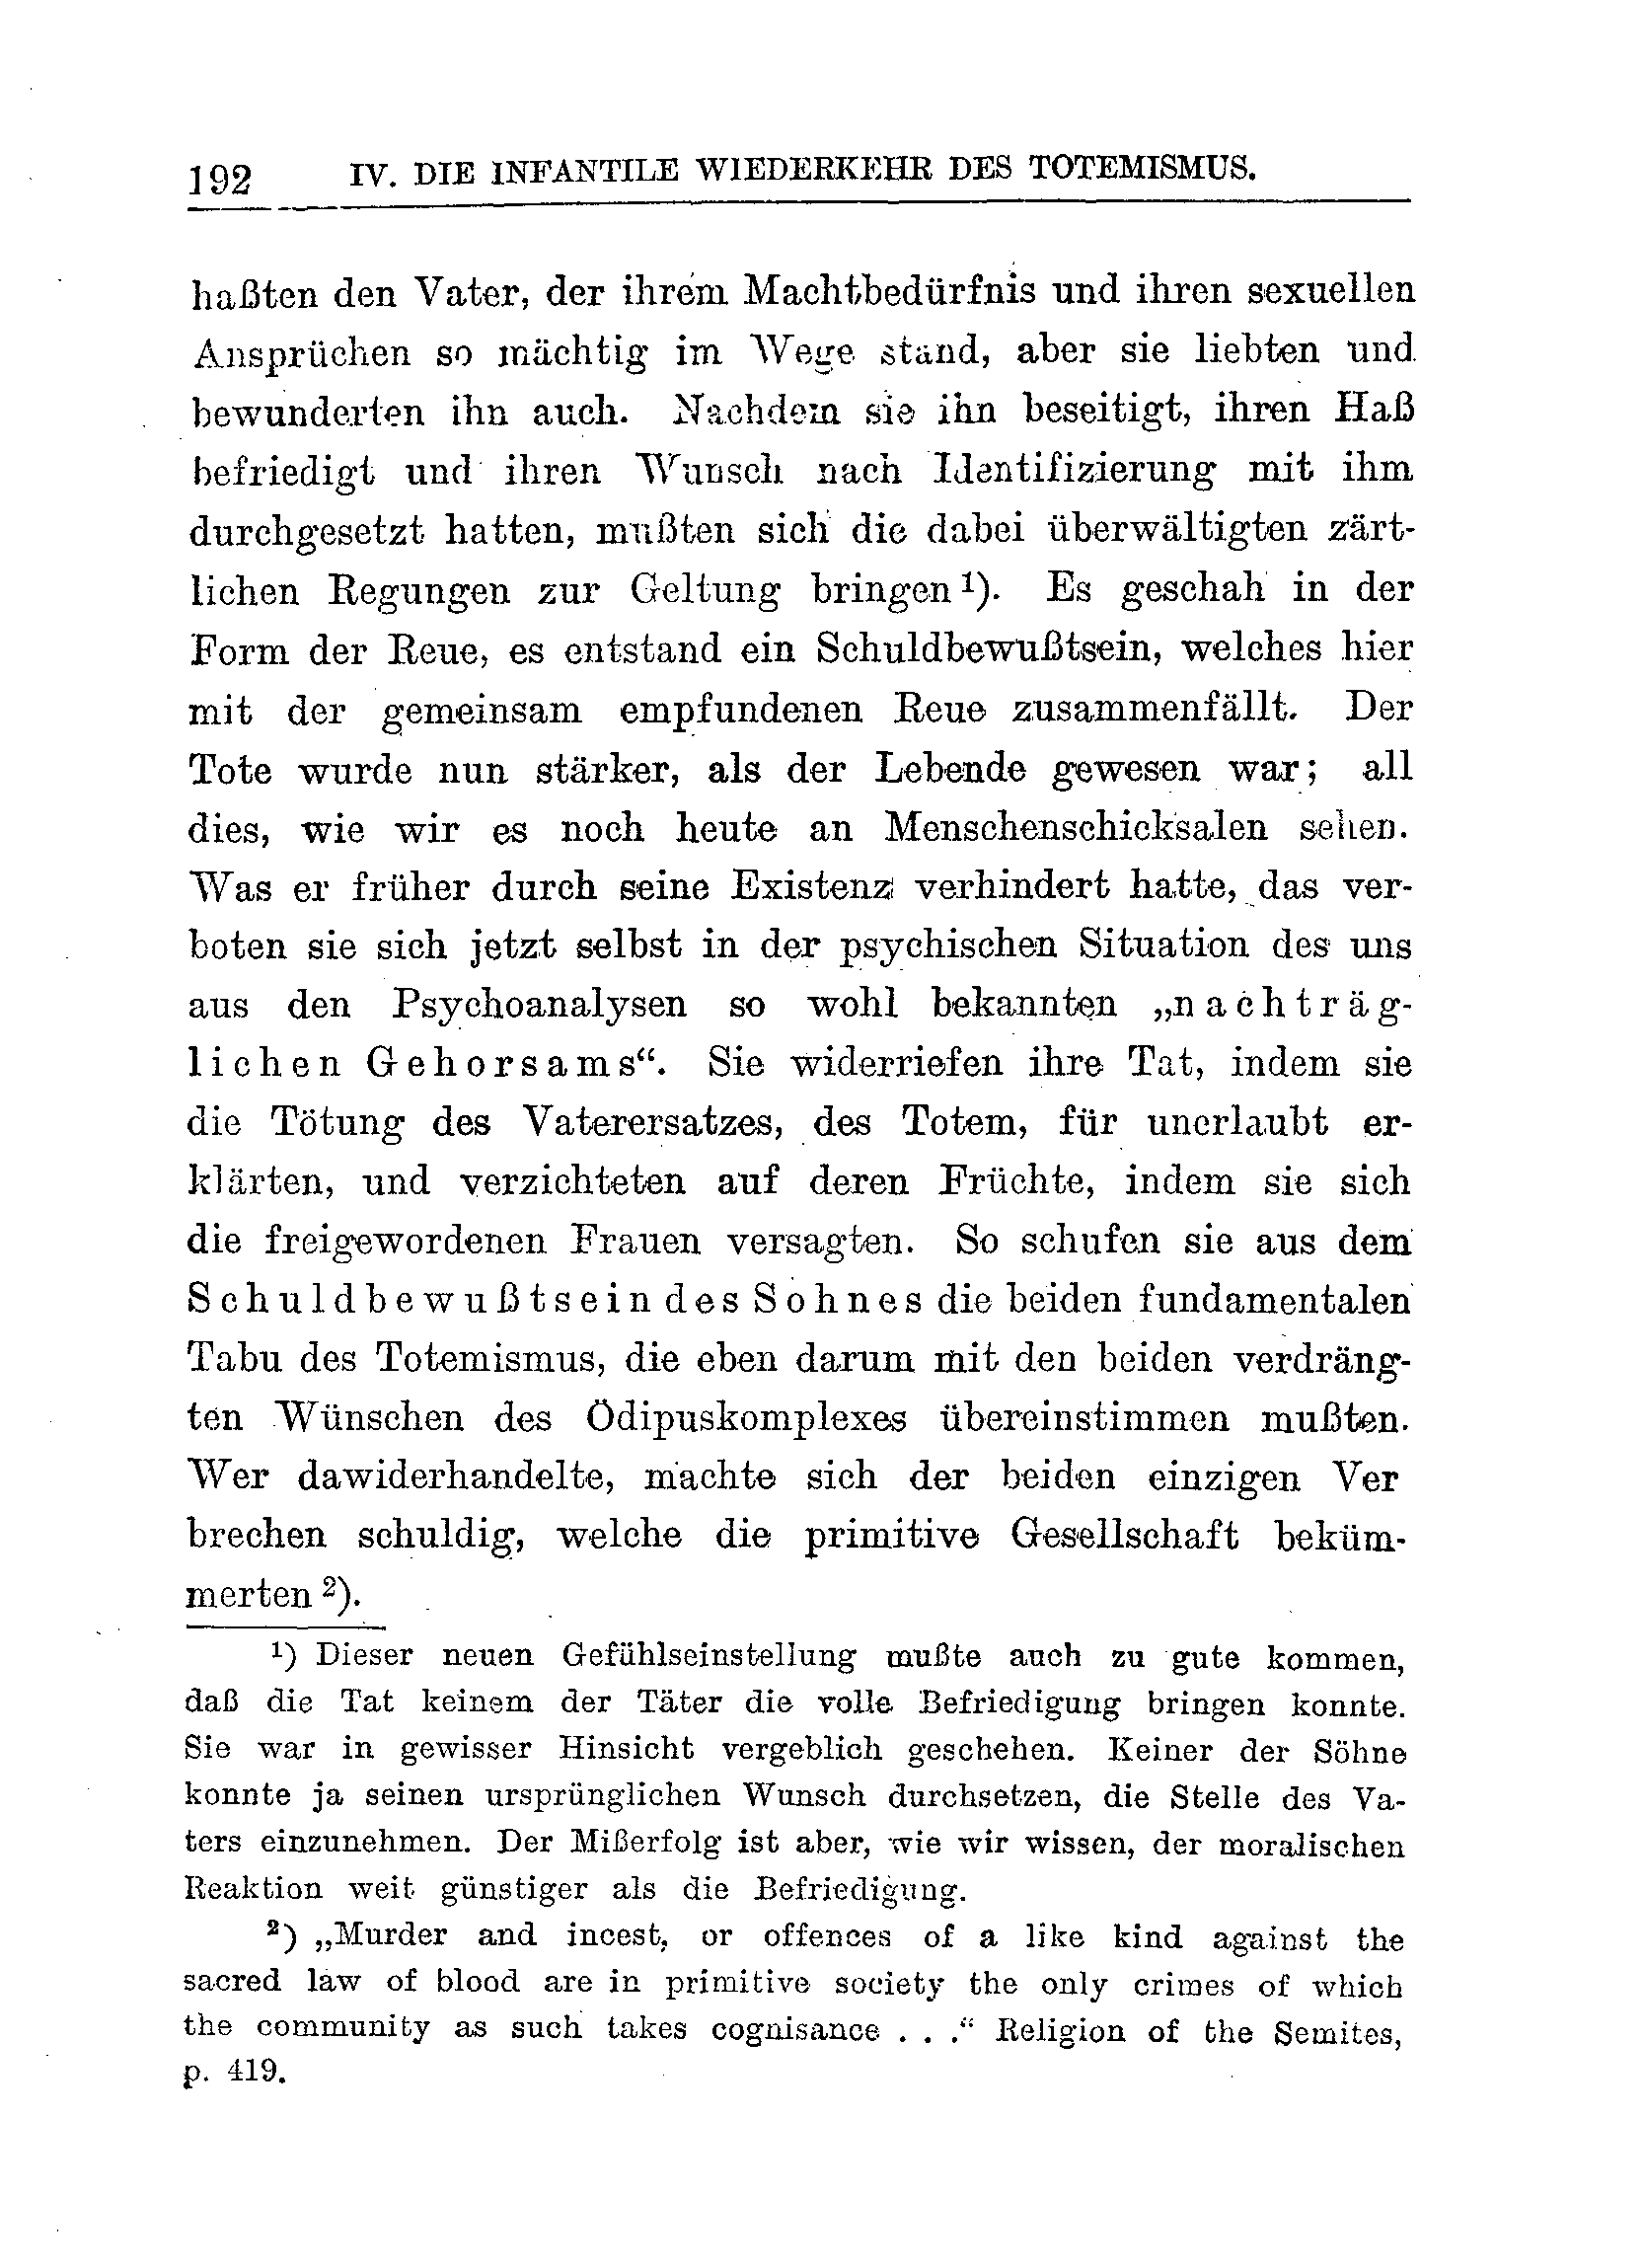 192 IV. DIE INFANTILE WIEDERKEHR DES TOTEMISMUS.
haßten den Vater, der ihrem Machtbedürfnis und ihren sexuellen
Ansprüchen so mächtig im Wege stand, aber sie liebten und
bewunderten ihn auch. Nachdem sie ihn beseitigt, ihren Haß
befriedigt und ihren Wunsch nach Identifizierung mit ihm
durchgesetzt hatten, mußten sich die dabei überwältigten zärt-
lichen Regungen zur Geltung bringen ¹). Es geschah in der
Form der Reue, es entstand ein Schuldbewußtsein, welches hier
mit der gemeinsam empfundenen Reue zusammenfällt. Der
Tote wurde nun stärker, als der Lebende gewesen war; all
dies, wie wir es noch heute an Menschenschicksalen sehen.
Was er früher durch seine Existenz verhindert hatte, das ver-
boten sie sich jetzt selbst in der psychischen Situation des uns
aus den Psychoanalysen so wohl bekannten „nachträg-
lichen Gehorsams“. Sie widerriefen ihre Tat, indem sie
die Tötung des Vaterersatzes, des Totem, für unerlaubt er-
klärten, und verzichteten auf deren Früchte, indem sie sich
die freigewordenen Frauen versagten. So schufen sie aus dem
Schuldbewußtsein des Sohnes die beiden fundamentalen
Tabu des Totemismus, die eben darum mit den beiden verdräng-
ten Wünschen des Ödipuskomplexes übereinstimmen mußten.
Wer dawiderhandelte, machte sich der beiden einzigen Ver
brechen schuldig, welche die primitive Gesellschaft beküm-
merten ²).
¹) Dieser neuen Gefühlseinstellung mußte auch zu gute kommen,
daß die Tat keinem der Täter die volle Befriedigung bringen konnte.
Sie war in gewisser Hinsicht vergeblich geschehen. Keiner der Söhne
konnte ja seinen ursprünglichen Wunsch durchsetzen, die Stelle des Va-
ters einzunehmen. Der Mißerfolg ist aber, wie wir wissen, der moralischen
Reaktion weit günstiger als die Befriedigung.
²) „Murder and incest, or offences of a like kind against the
sacred law of blood are in primitive society the only crimes of which
the community as such takes cognisance . . .“ Religion of the Semites,
p. 419.